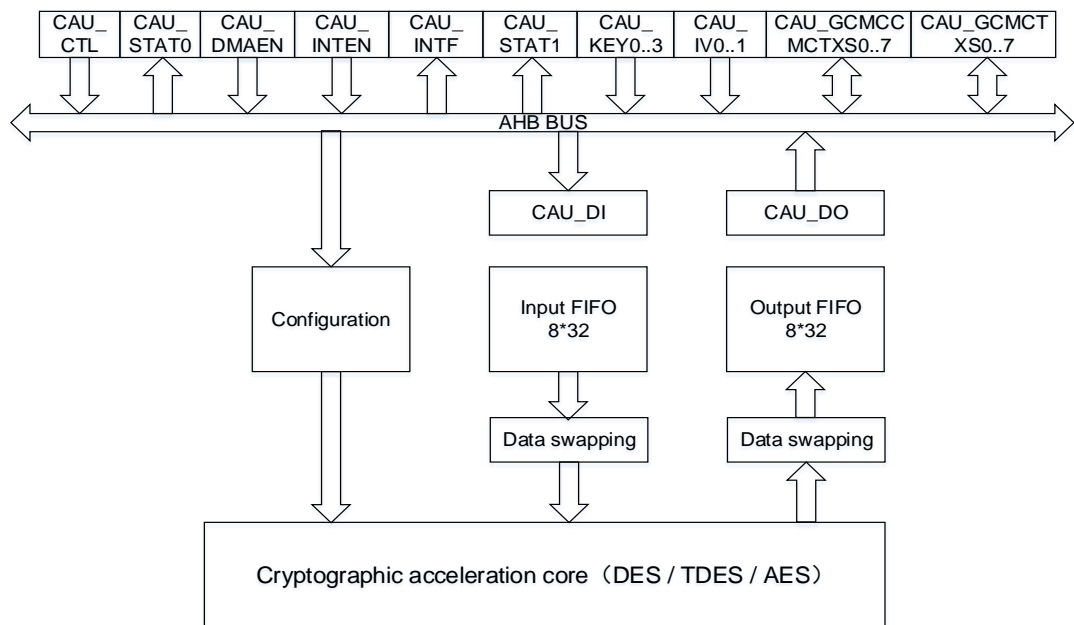 CAU_
CTL
CAU_
STAT0
CAU_
DMAEN
CAU_
INTEN
CAU_
INTF
CAU_
STAT1
CAU_
KEY0..3
CAU_
IV0..1
CAU_GCMCC
MCTXS0..7
CAU_GCMCT
XS0..7
AHB BUS
CAU_DI
CAU_DO
Configuration
Input FIFO
8*32
Output FIFO
8*32
Data swapping
Data swapping
Cryptographic acceleration core（DES / TDES / AES）